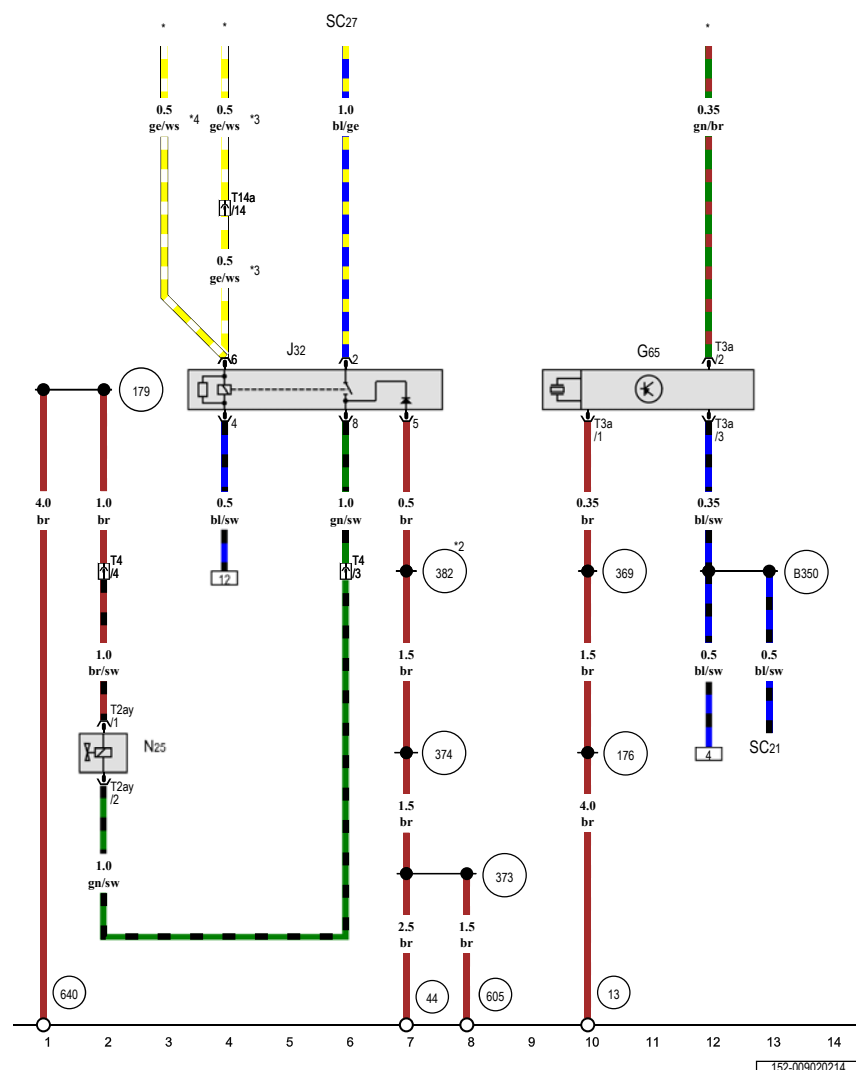 * * SC27 *
0.5 0.5 1.0 0.35
ge/ws *4 ge/ws *3 bl/ge gn/br
T14a
/14
0.5
ge/ws *3
6 J32 2 G65 T3a
/2
179
4 8 5 T3a T3a
/1 /3
4.0 1.0 0.5 1.0 0.5 0.35 0.35
br br bl/sw gn/sw br br bl/sw
*2
T4 T4
/4 12 /3 382 369 B350
1.0 1.5 1.5 0.5 0.5
br/sw br br bl/sw bl/sw
T2ay
/1
N25 374 176 4 SC21
T2ay
/2
1.5 4.0
br br
1.0
gn/sw 373
2.5 1.5
br br
640 44 605 13
1 2 3 4 5 6 7 8 9 10 11 12 13 14
152-009020214